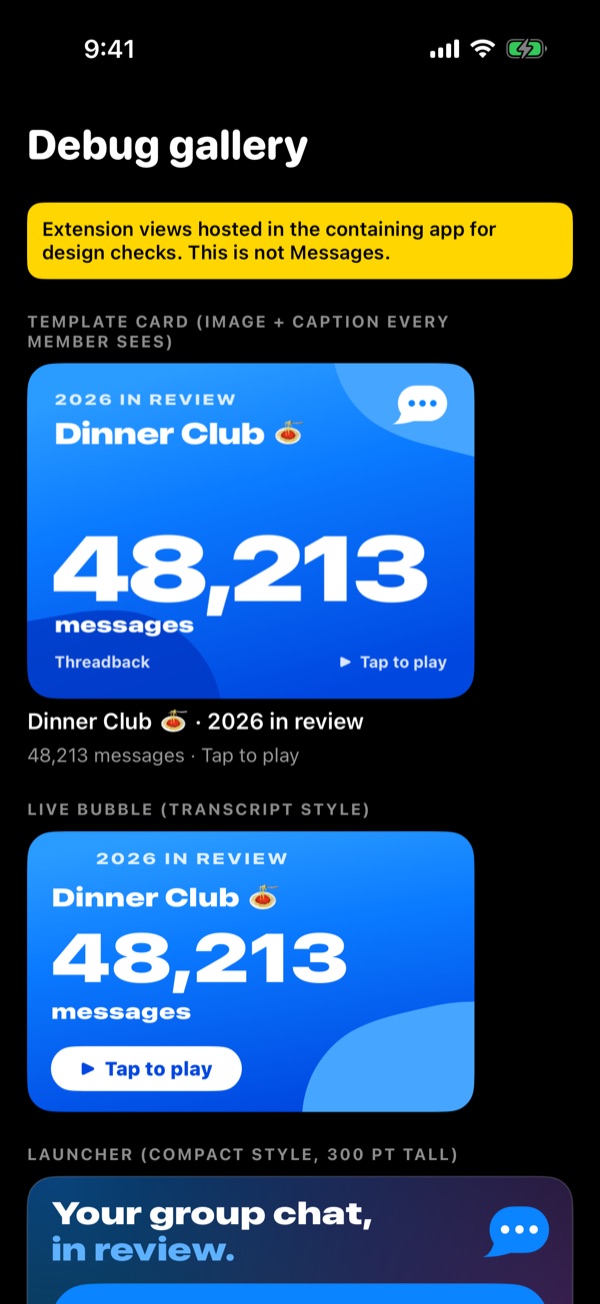 9:41
Debug gallery
Extension views hosted in the containing app for
design checks. This is not Messages.
TEMPLATE CARD (IMAGE + CAPTION EVERY
MEMBER SEES)
2026 IN REVIEW
Dinner Club 🍝
48,213
messages
Threadback
▶ Tap to play
Dinner Club 🍝 · 2026 in review
48,213 messages · Tap to play
LIVE BUBBLE (TRANSCRIPT STYLE)
2026 IN REVIEW
Dinner Club 🍝
48,213
messages
▶ Tap to play
LAUNCHER (COMPACT STYLE, 300 PT TALL)
Your group chat,
in review.